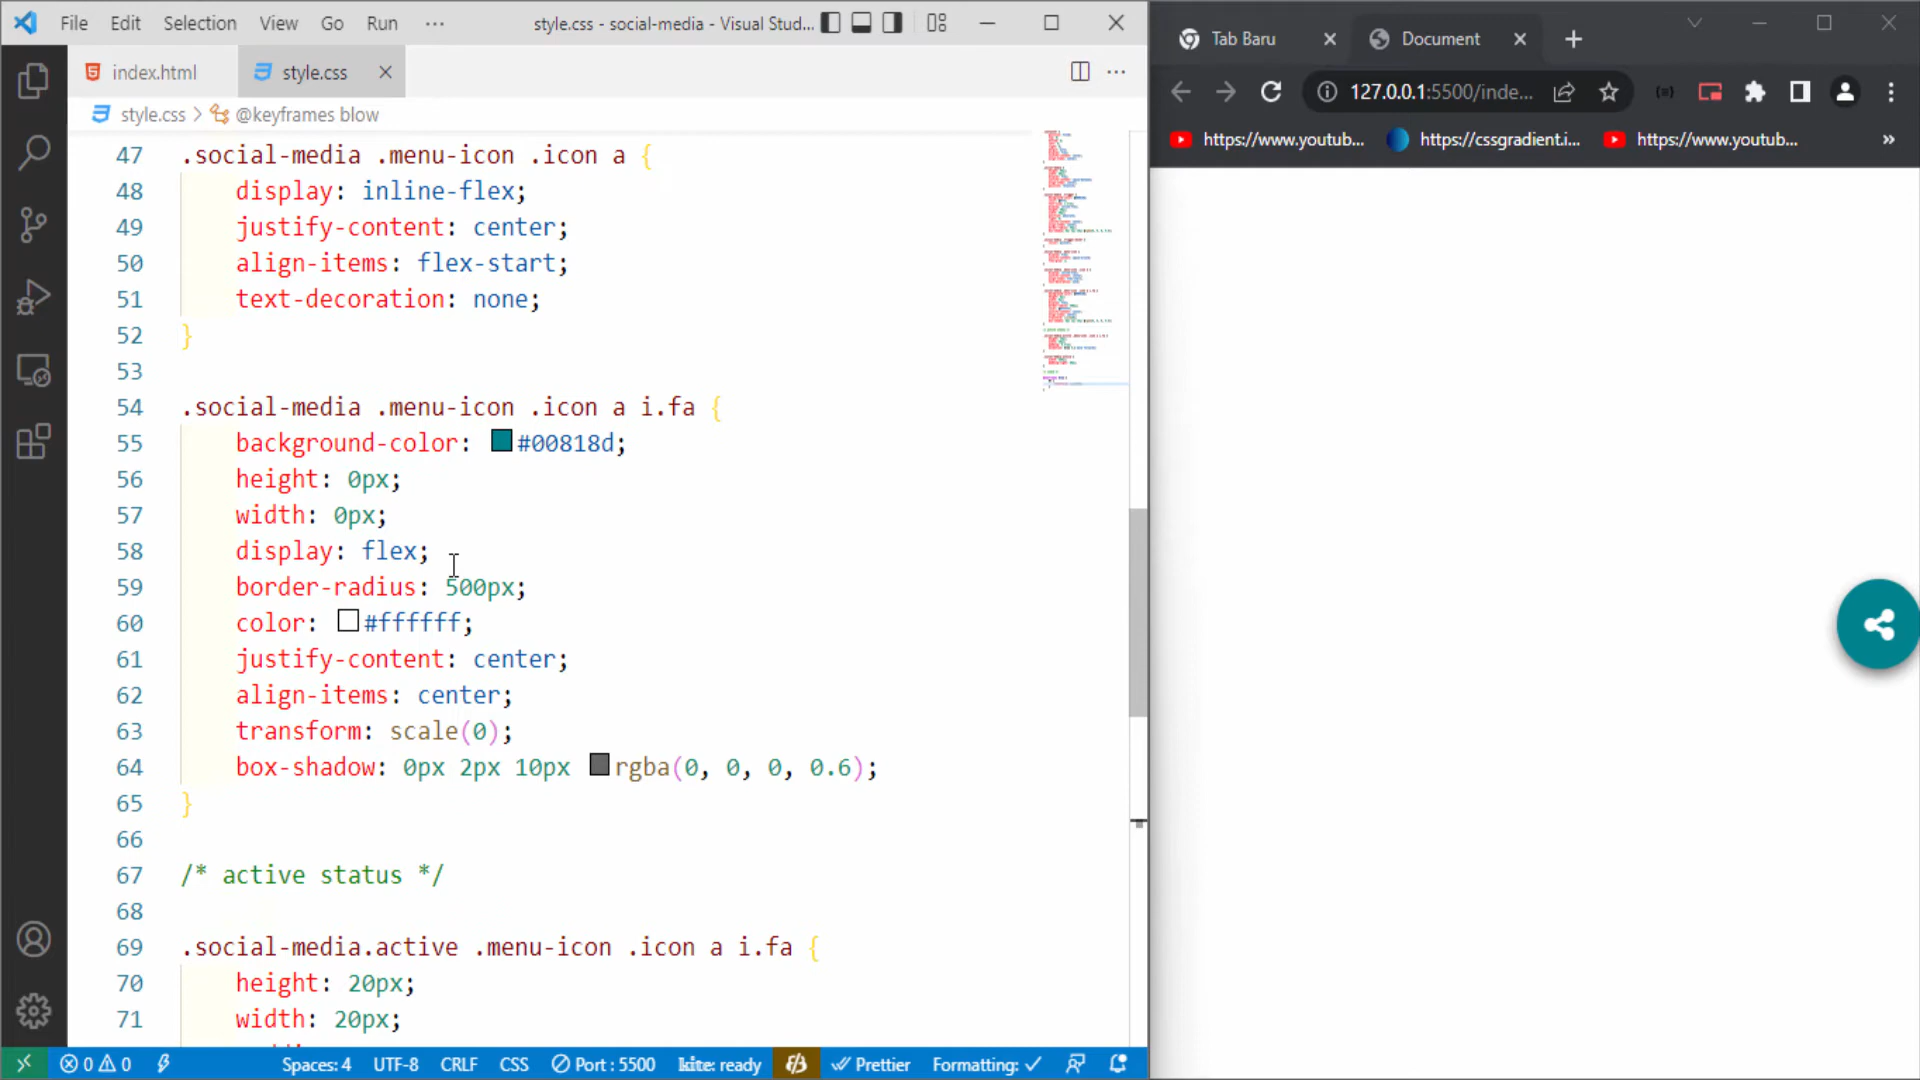 File Edit Selection View Go Run ··· style.css - social-media - Visual Stud...
index.html style.css
style.css > @keyframes blow
47 .social-media .menu-icon .icon a {
48 display: inline-flex;
49 justify-content: center;
50 align-items: flex-start;
51 text-decoration: none;
52 }
53
54 .social-media .menu-icon .icon a i.fa {
55 background-color: #00818d;
56 height: 0px;
57 width: 0px;
58 display: flex;
59 border-radius: 500px;
60 color: #ffffff;
61 justify-content: center;
62 align-items: center;
63 transform: scale(0);
64 box-shadow: 0px 2px 10px rgba(0, 0, 0, 0.6);
65 }
66
67 /* active status */
68
69 .social-media.active .menu-icon .icon a i.fa {
70 height: 20px;
71 width: 20px;
0 0 Spaces: 4 UTF-8 CRLF CSS Port : 5500 kite: ready Prettier Formatting: ✓
Tab Baru Document
127.0.0.1:5500/inde...
https://www.youtub... https://cssgradient.i... https://www.youtub... »